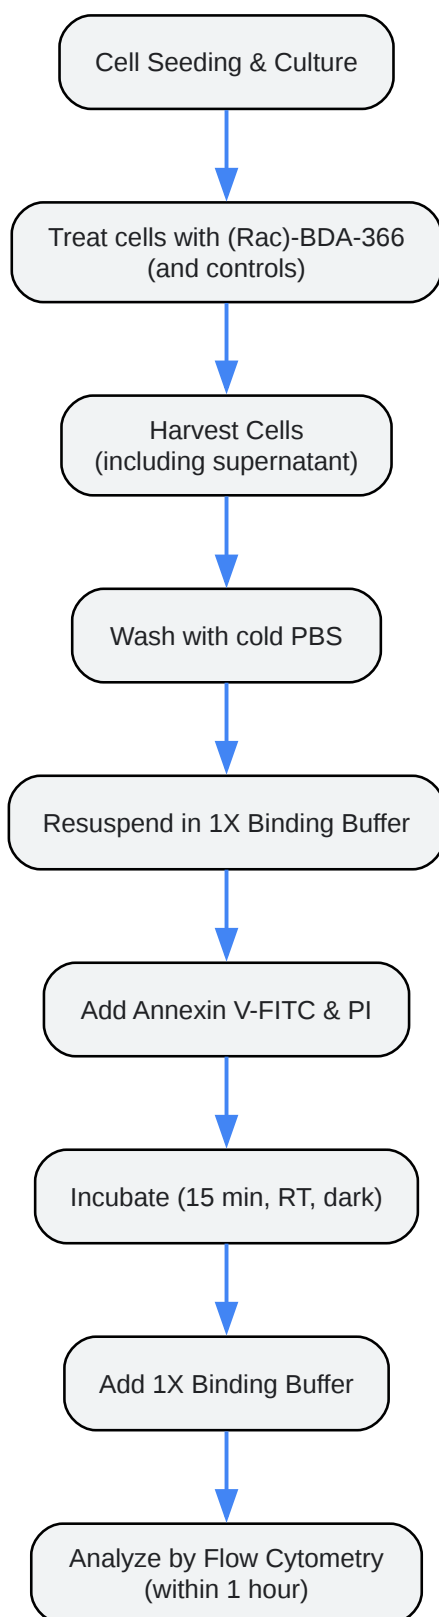 Cell Seeding & Culture
Treat cells with (Rac)-BDA-366
(and controls)
Harvest Cells
(including supernatant)
Wash with cold PBS
Resuspend in 1X Binding Buffer
Add Annexin V-FITC & PI
Incubate (15 min, RT, dark)
Add 1X Binding Buffer
Analyze by Flow Cytometry
(within 1 hour)